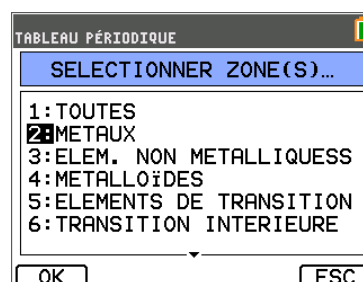 TABLEAU PÉRIODIQUE
SELECTIONNER ZONE(S)…
1:TOUTES
2:METAUX
3:ELEM. NON METALLIQUESS
4:METALLOÏDES
5:ELEMENTS DE TRANSITION
6:TRANSITION INTERIEURE
OK
ESC